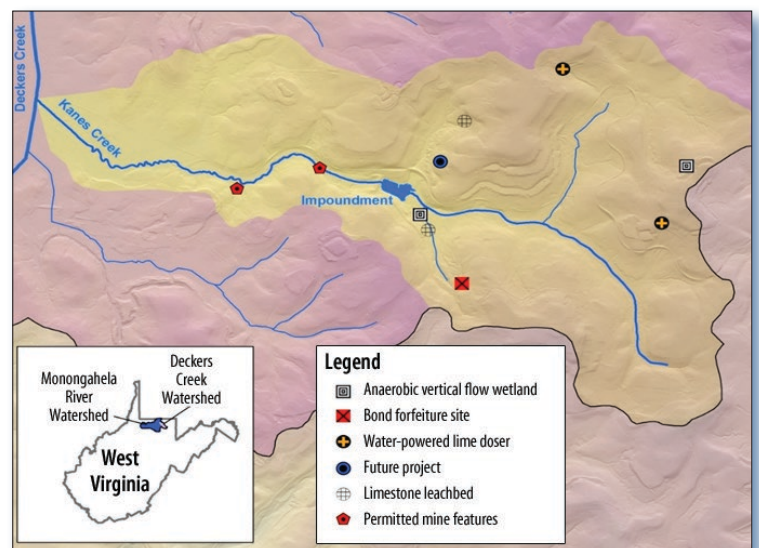 Deckers Creek
Kanes Creek
Impoundment
Monongahela
River
Watershed
Deckers
Creek
Watershed
West
Virginia
Legend
Anaerobic vertical flow wetland
Bond forfeiture site
Water-powered lime doser
Future project
Limestone leachbed
Permitted mine features